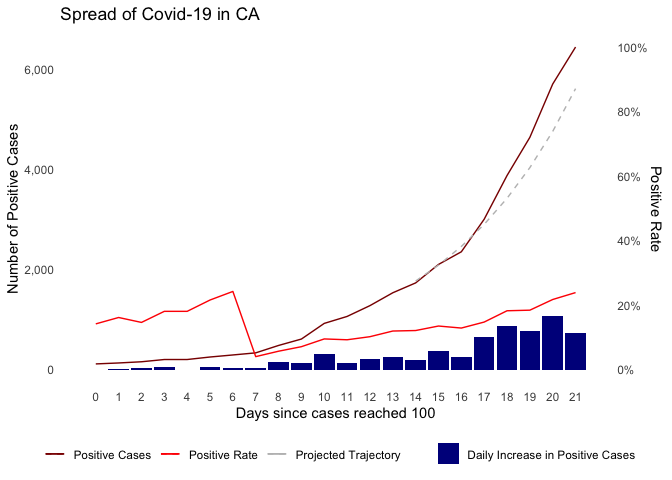 Spread of Covid-19 in CA
Number of Positive Cases
6,000
4,000
2,000
0
100%
80%
60%
40%
20%
0%
Positive Rate
0 1 2 3 4 5 6 7 8 9 10 11 12 13 14 15 16 17 18 19 20 21
Days since cases reached 100
Positive Cases Positive Rate Projected Trajectory Daily Increase in Positive Cases